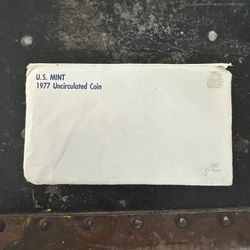 U.S. MINT
1977 Uncirculated Coin